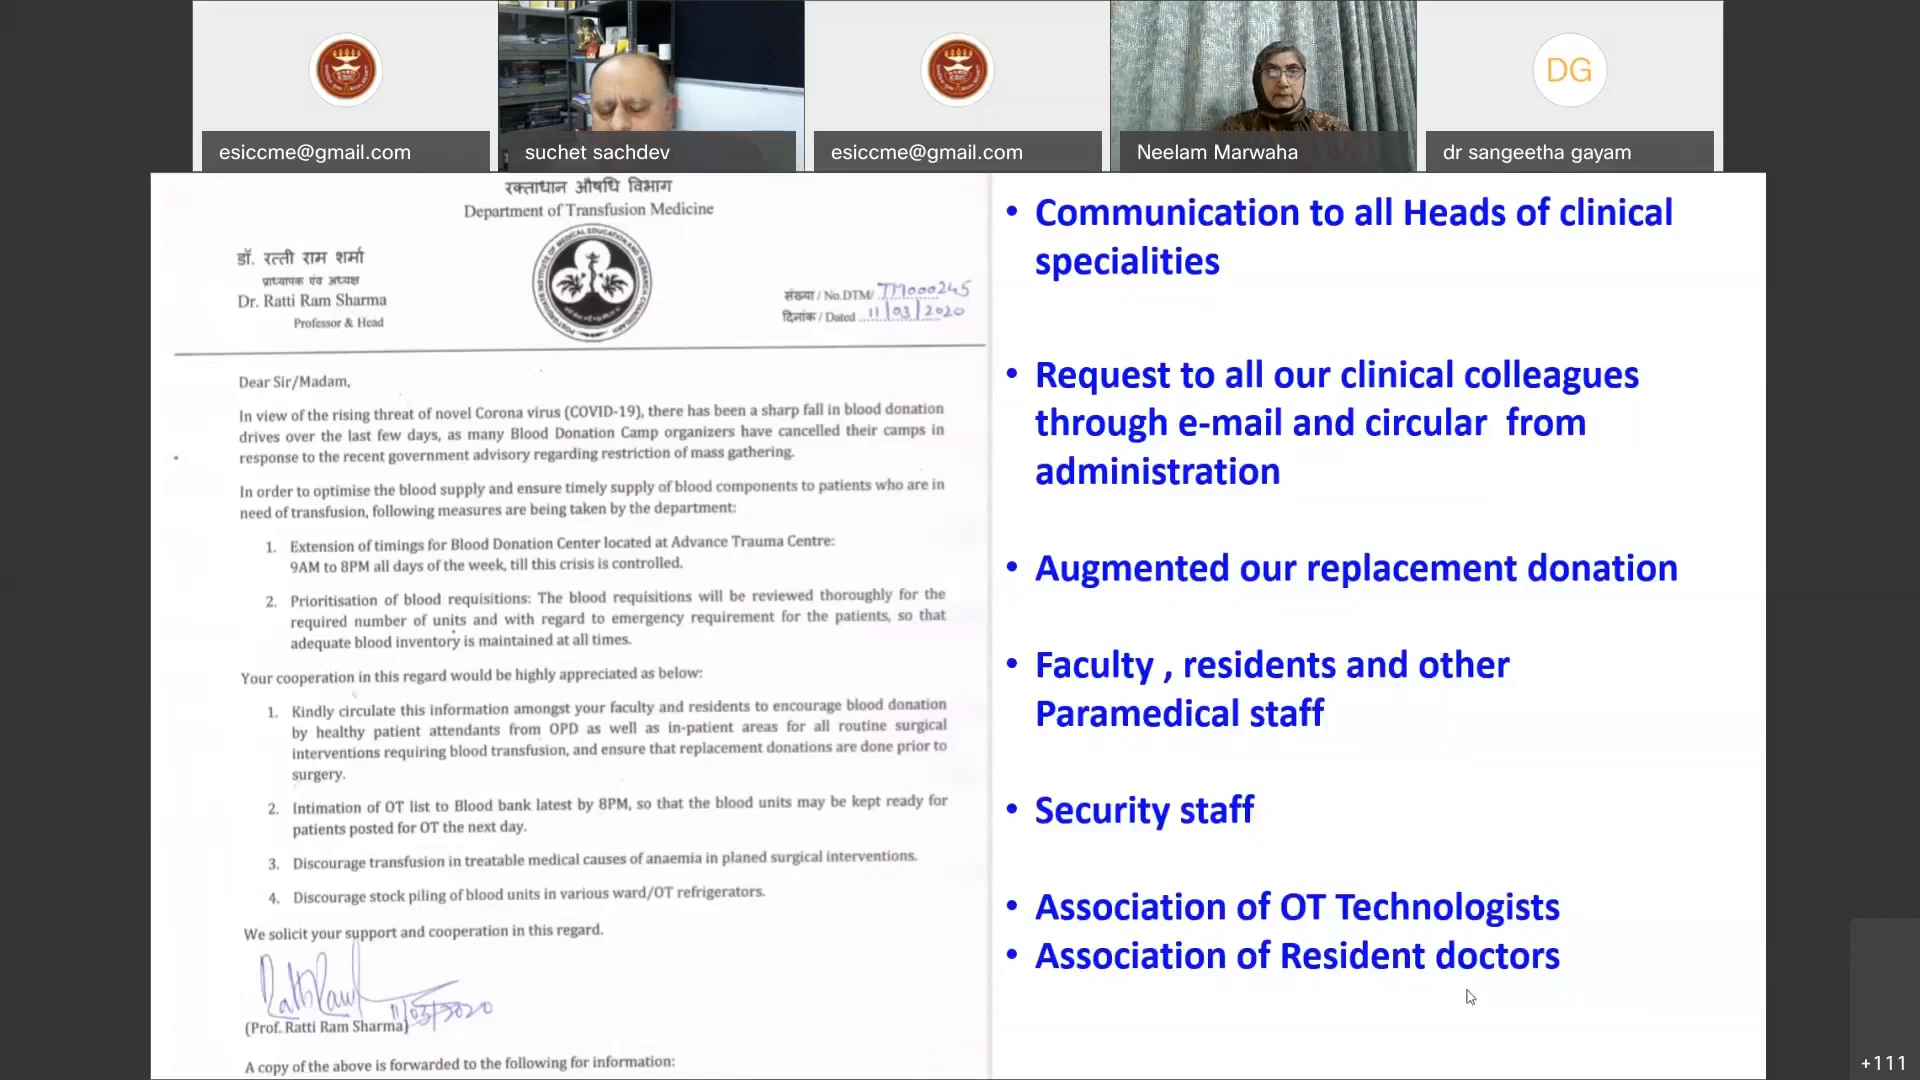 esiccme@gmail.com
suchet sachdev
esiccme@gmail.com
Neelam Marwaha
DG
dr sangeetha gayam
रक्ताधान औषधि विभाग
Department of Transfusion Medicine
डॉ. रत्ती राम शर्मा
प्राध्यापक एंव अध्यक्ष
Dr. Ratti Ram Sharma
Professor & Head
संख्या / No.DTM/ TM000245
दिनांक / Dated 11/03/2020
Dear Sir/Madam,
In view of the rising threat of novel Corona virus (COVID-19), there has been a sharp fall in blood donation
drives over the last few days, as many Blood Donation Camp organizers have cancelled their camps in
response to the recent government advisory regarding restriction of mass gathering.
In order to optimise the blood supply and ensure timely supply of blood components to patients who are in
need of transfusion, following measures are being taken by the department:
1. Extension of timings for Blood Donation Center located at Advance Trauma Centre:
9AM to 8PM all days of the week, till this crisis is controlled.
2. Prioritisation of blood requisitions: The blood requisitions will be reviewed thoroughly for the
required number of units and with regard to emergency requirement for the patients, so that
adequate blood inventory is maintained at all times.
Your cooperation in this regard would be highly appreciated as below:
1. Kindly circulate this information amongst your faculty and residents to encourage blood donation
by healthy patient attendants from OPD as well as in-patient areas for all routine surgical
interventions requiring blood transfusion, and ensure that replacement donations are done prior to
surgery.
2. Intimation of OT list to Blood bank latest by 8PM, so that the blood units may be kept ready for
patients posted for OT the next day.
3. Discourage transfusion in treatable medical causes of anaemia in planed surgical interventions.
4. Discourage stock piling of blood units in various ward/OT refrigerators.
We solicit your support and cooperation in this regard.
11/03/2020
(Prof. Ratti Ram Sharma)
A copy of the above is forwarded to the following for information:
• Communication to all Heads of clinical
specialities
• Request to all our clinical colleagues
through e-mail and circular from
administration
• Augmented our replacement donation
• Faculty , residents and other
Paramedical staff
• Security staff
• Association of OT Technologists
• Association of Resident doctors
+111